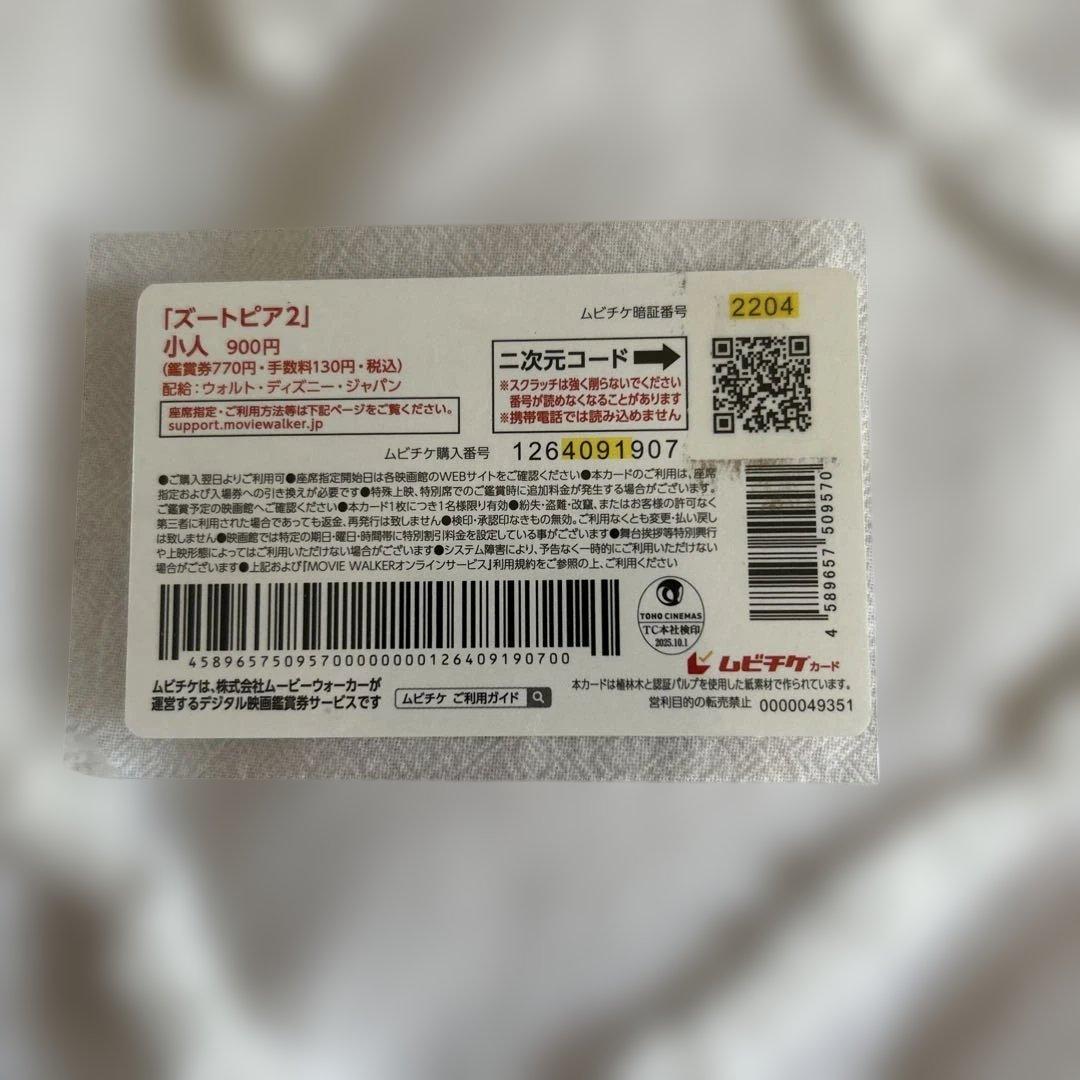 「ズートピア2」
小人 900円
(鑑賞券770円・手数料130円・税込)
配給:ウォルト・ディズニー・ジャパン
座席指定・ご利用方法等は下記ページをご覧ください。
support.moviewalker.jp
ムビチケ暗証番号 2204
二次元コード
※スクラッチは強く削らないでください
番号が読めなくなることがあります
※携帯電話では読み込めません
ムビチケ購入番号 1264091907
●ご購入翌日よりご利用可●座席指定開始日は各映画館のWEBサイトをご確認ください●本カードのご利用は、座席
指定および入場券への引き換えが必要です●特殊上映、特別席でのご鑑賞時に追加料金が発生する場合がございます。
ご鑑賞予定の映画館へご確認ください●本カード1枚につき1名様限り有効●紛失・盗難・改竄、またはお客様の許可なく
第三者に利用された場合であっても返金、再発行は致しません●検印・承認印なきもの無効。ご利用なくとも変更・払い戻し
は致しません●映画館では特定の期日・曜日・時間帯に特別割引料金を設定している事がございます●舞台挨拶等特別興行
や上映形態によってはご利用いただけない場合がございます●システム障害により、予告なく一時的にご利用いただけない
場合がございます●上記および「MOVIE WALKERオンラインサービス」利用規約をご参照の上、ご利用ください
4589657509570000000012640919​0700
4 589657 509570
TOHO CINEMAS
TC本社検印
2025.10.1
ムビチケカード
ムビチケは、株式会社ムービーウォーカーが
運営するデジタル映画鑑賞券サービスです
ムビチケ ご利用ガイド
本カードは植林木と認証パルプを使用した紙素材で作られています。
営利目的の転売禁止 0000049351